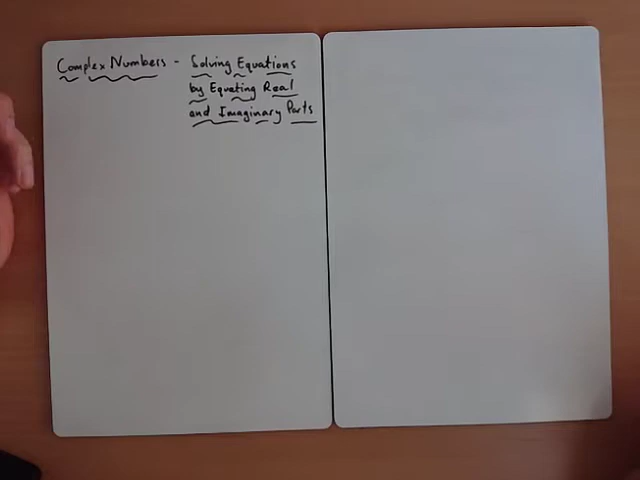 Complex Numbers - Solving Equations
by Equating Real
and Imaginary Parts